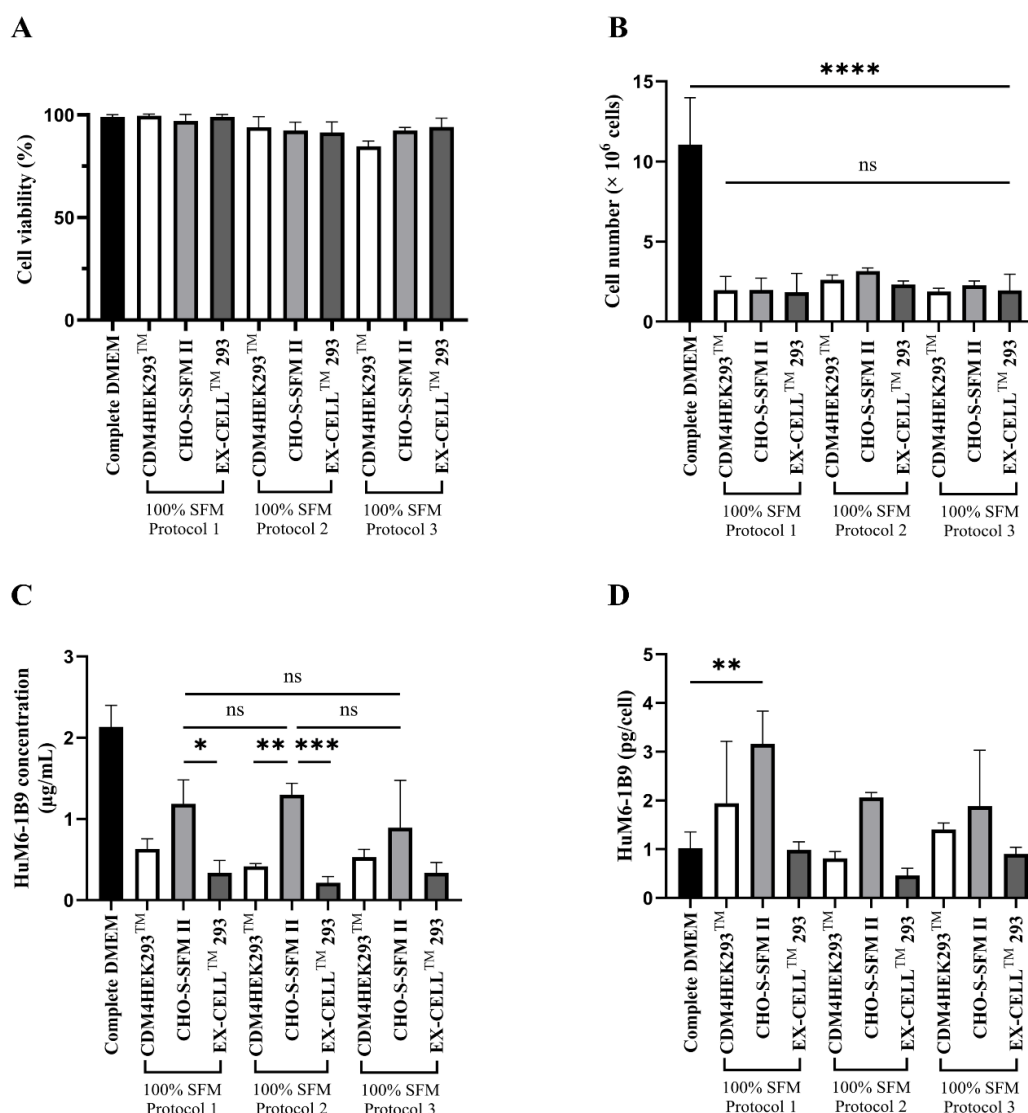 A
Cell viability (%)
100
50
0
Complete DMEM
CDM4HEK293™
CHO-S-SFM II
EX-CELL™ 293
CDM4HEK293™
CHO-S-SFM II
EX-CELL™ 293
CDM4HEK293™
CHO-S-SFM II
EX-CELL™ 293
100% SFM
Protocol 1
100% SFM
Protocol 2
100% SFM
Protocol 3
B
Cell number (× 10⁶ cells)
15
10
5
0
****
ns
Complete DMEM
CDM4HEK293™
CHO-S-SFM II
EX-CELL™ 293
CDM4HEK293™
CHO-S-SFM II
EX-CELL™ 293
CDM4HEK293™
CHO-S-SFM II
EX-CELL™ 293
100% SFM
Protocol 1
100% SFM
Protocol 2
100% SFM
Protocol 3
C
HuM6-1B9 concentration
(µg/mL)
3
2
1
0
ns
ns
ns
*
**
***
Complete DMEM
CDM4HEK293™
CHO-S-SFM II
EX-CELL™ 293
CDM4HEK293™
CHO-S-SFM II
EX-CELL™ 293
CDM4HEK293™
CHO-S-SFM II
EX-CELL™ 293
100% SFM
Protocol 1
100% SFM
Protocol 2
100% SFM
Protocol 3
D
HuM6-1B9 (pg/cell)
5
4
3
2
1
0
**
Complete DMEM
CDM4HEK293™
CHO-S-SFM II
EX-CELL™ 293
CDM4HEK293™
CHO-S-SFM II
EX-CELL™ 293
CDM4HEK293™
CHO-S-SFM II
EX-CELL™ 293
100% SFM
Protocol 1
100% SFM
Protocol 2
100% SFM
Protocol 3